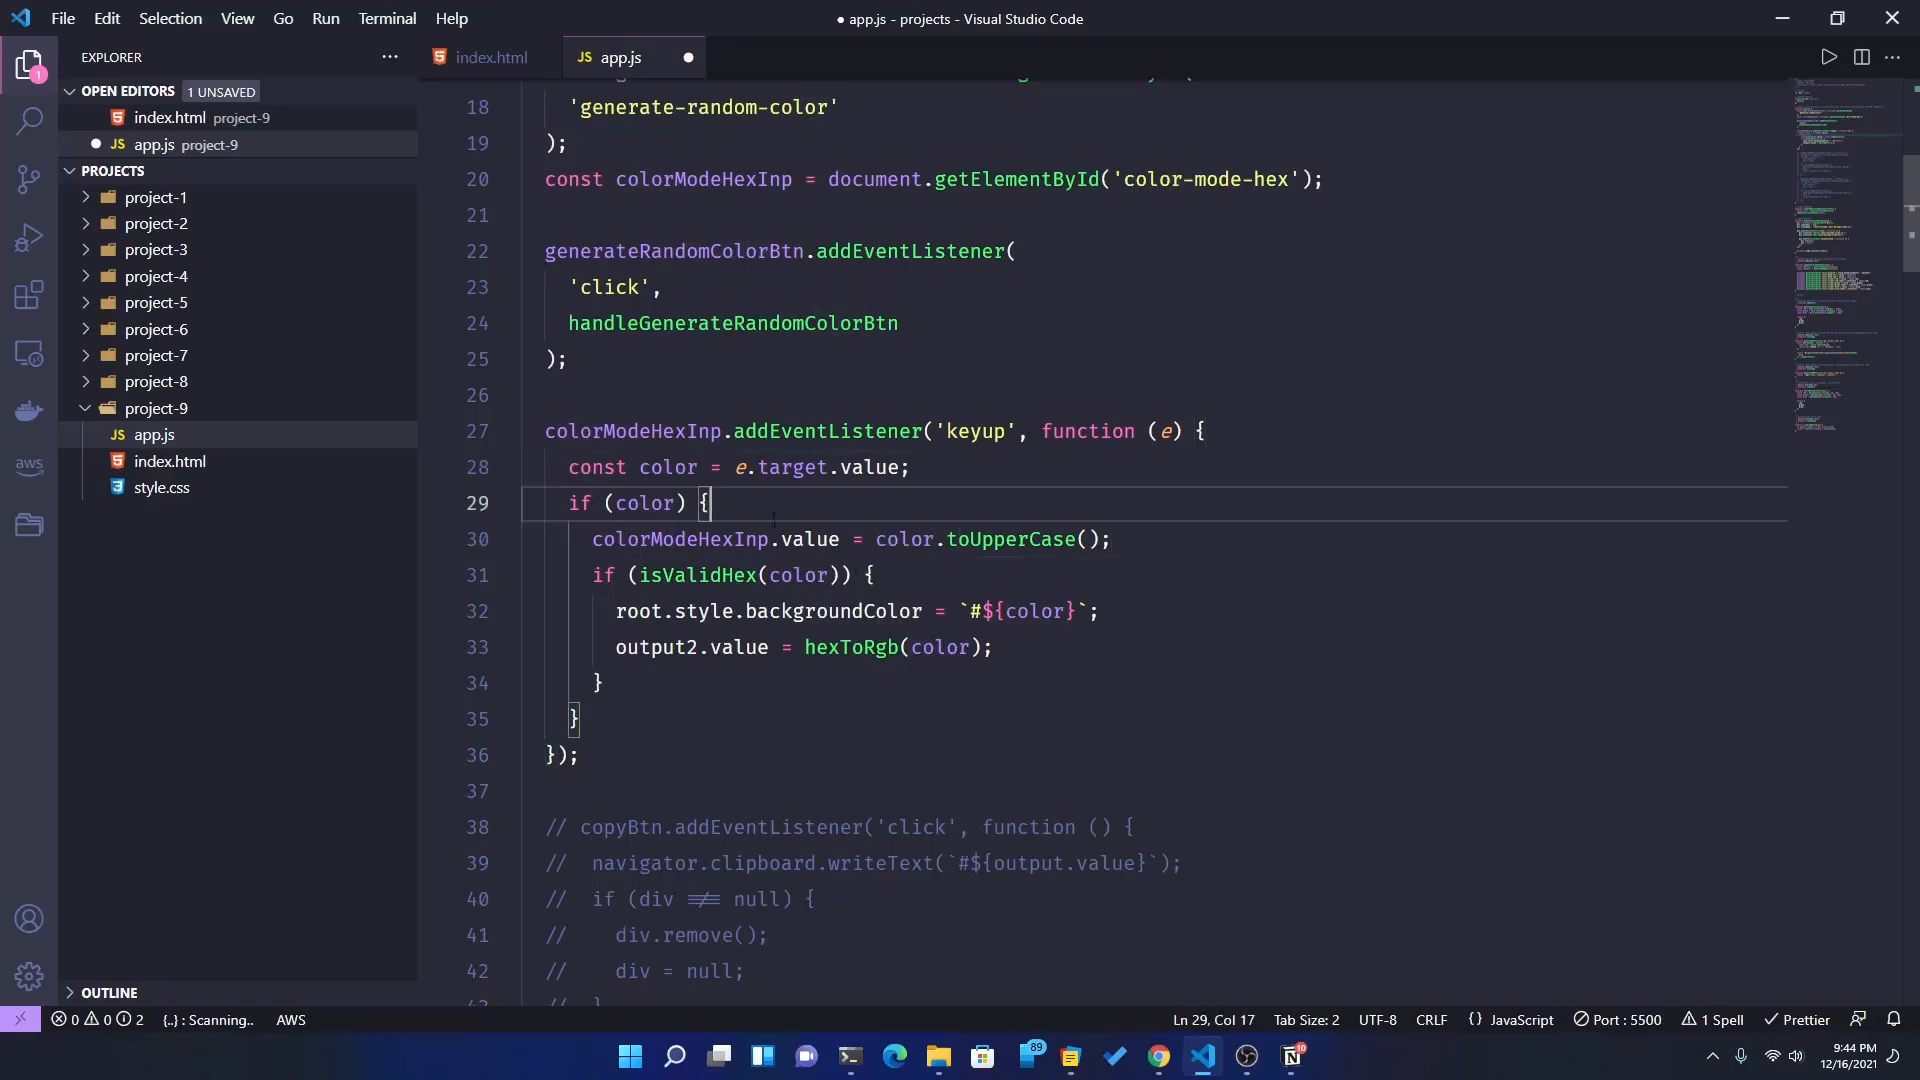 File Edit Selection View Go Run Terminal Help
● app.js - projects - Visual Studio Code
EXPLORER
index.html
JS app.js
OPEN EDITORS 1 UNSAVED
index.html project-9
JS app.js project-9
PROJECTS
project-1
project-2
project-3
project-4
project-5
project-6
project-7
project-8
project-9
JS app.js
index.html
style.css
OUTLINE
1
aws
18 'generate-random-color'
19 );
20 const colorModeHexInp = document.getElementById('color-mode-hex');
21
22 generateRandomColorBtn.addEventListener(
23 'click',
24 handleGenerateRandomColorBtn
25 );
26
27 colorModeHexInp.addEventListener('keyup', function (e) {
28 const color = e.target.value;
29 if (color) {
30 colorModeHexInp.value = color.toUpperCase();
31 if (isValidHex(color)) {
32 root.style.backgroundColor = `#${color}`;
33 output2.value = hexToRgb(color);
34 }
35 }
36 });
37
38 // copyBtn.addEventListener('click', function () {
39 // navigator.clipboard.writeText(`#${output.value}`);
40 // if (div !== null) {
41 // div.remove();
42 // div = null;
0 0 2 {..} : Scanning.. AWS
Ln 29, Col 17 Tab Size: 2 UTF-8 CRLF {} JavaScript Port : 5500 1 Spell Prettier
89
10
9:44 PM
12/16/2021